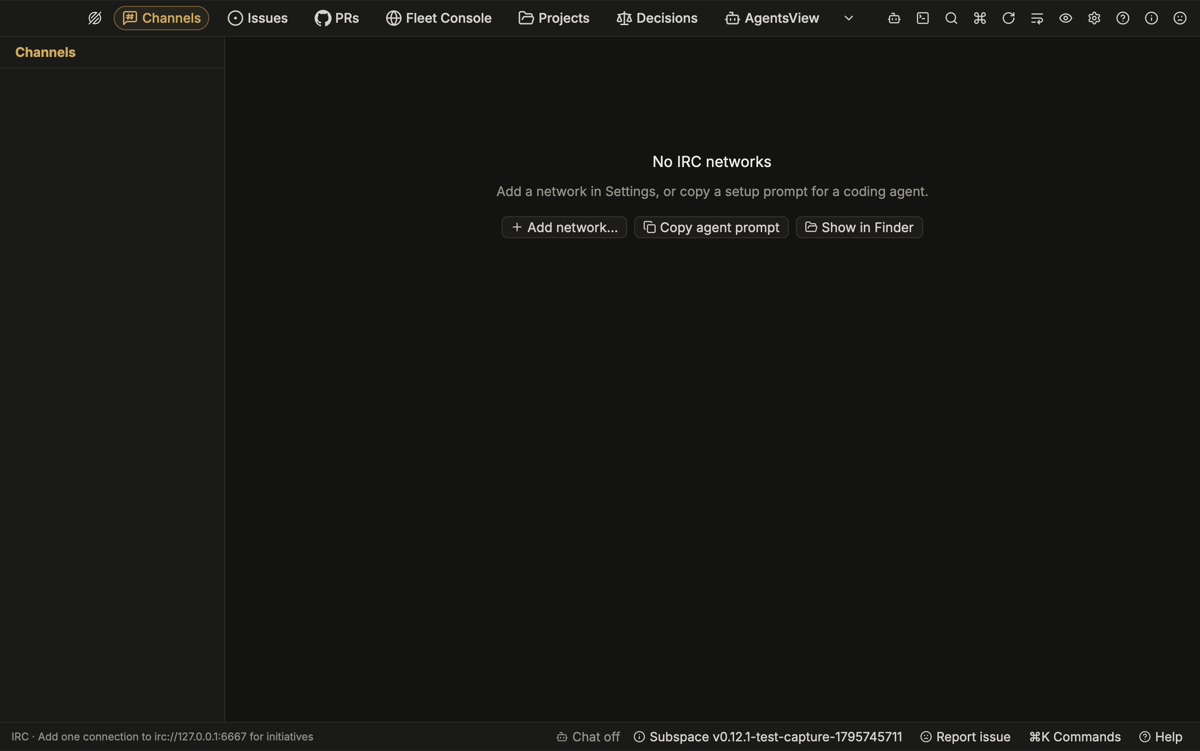 Channels Issues PRs Fleet Console Projects Decisions AgentsView
Channels
No IRC networks
Add a network in Settings, or copy a setup prompt for a coding agent.
Add network... Copy agent prompt Show in Finder
IRC · Add one connection to irc://127.0.0.1:6667 for initiatives Chat off Subspace v0.12.1-test-capture-1795745711 Report issue ⌘K Commands Help